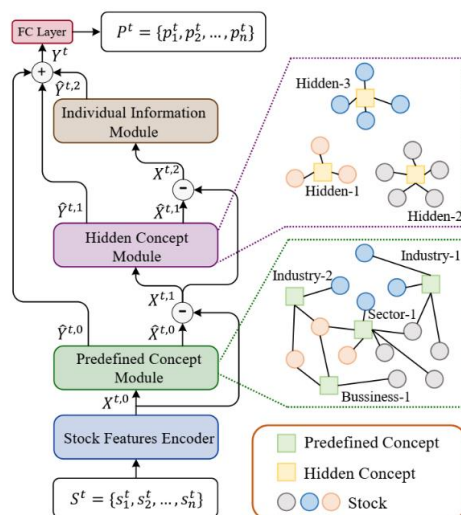 FC Layer
P^t = {p_1^t, p_2^t, ..., p_n^t}
Y^t
+
Ŷ^{t,2}
Individual Information
Module
X^{t,2}
−
Ŷ^{t,1}
X̂^{t,1}
Hidden Concept
Module
X^{t,1}
−
Ŷ^{t,0}
X̂^{t,0}
Predefined Concept
Module
X^{t,0}
Stock Features Encoder
S^t = {s_1^t, s_2^t, ..., s_n^t}
Hidden-3
Hidden-1
Hidden-2
Industry-1
Industry-2
Sector-1
Bussiness-1
Predefined Concept
Hidden Concept
Stock